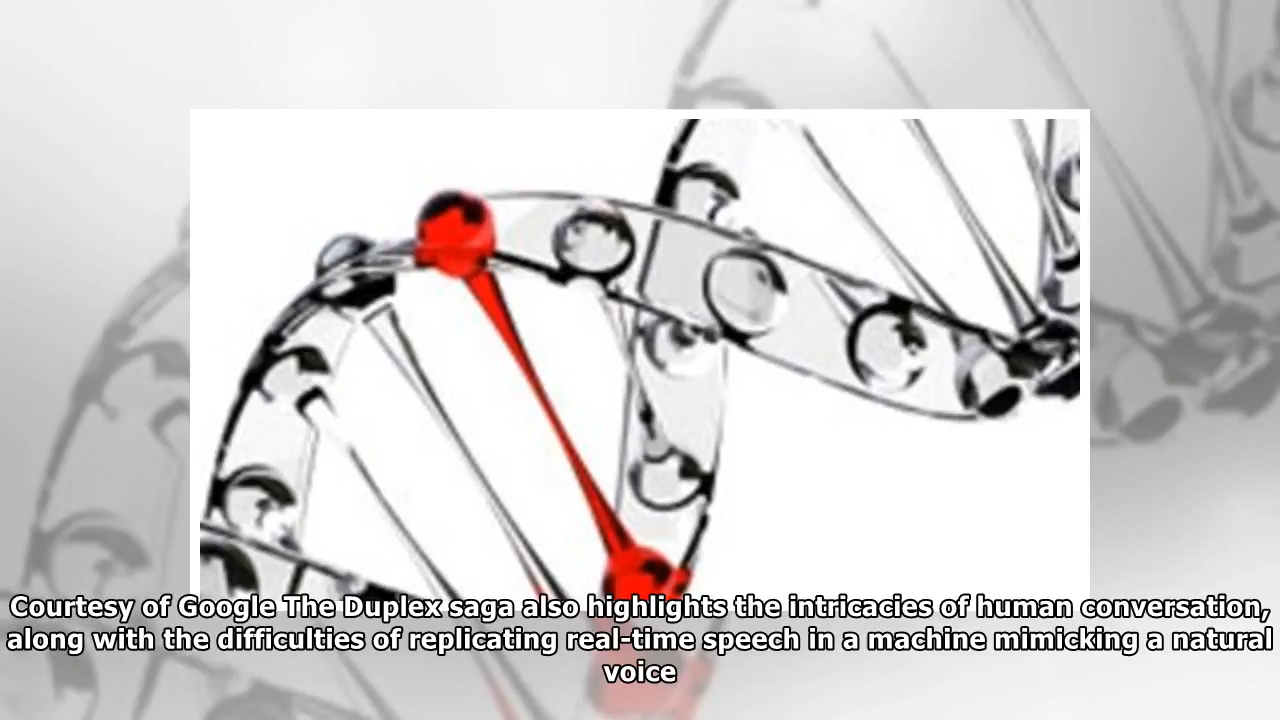 Courtesy of Google The Duplex saga also highlights the intricacies of human conversation,
along with the difficulties of replicating real-time speech in a machine mimicking a natural
voice